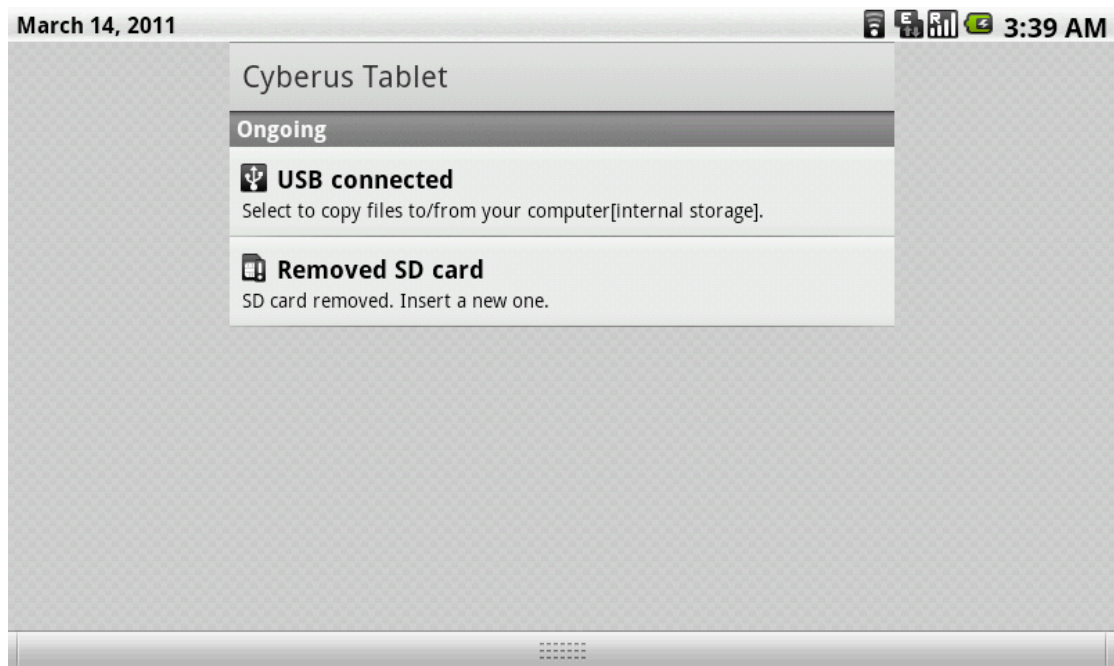 March 14, 2011
E R 3:39 AM
Cyberus Tablet
Ongoing
USB connected
Select to copy files to/from your computer[internal storage].
Removed SD card
SD card removed. Insert a new one.